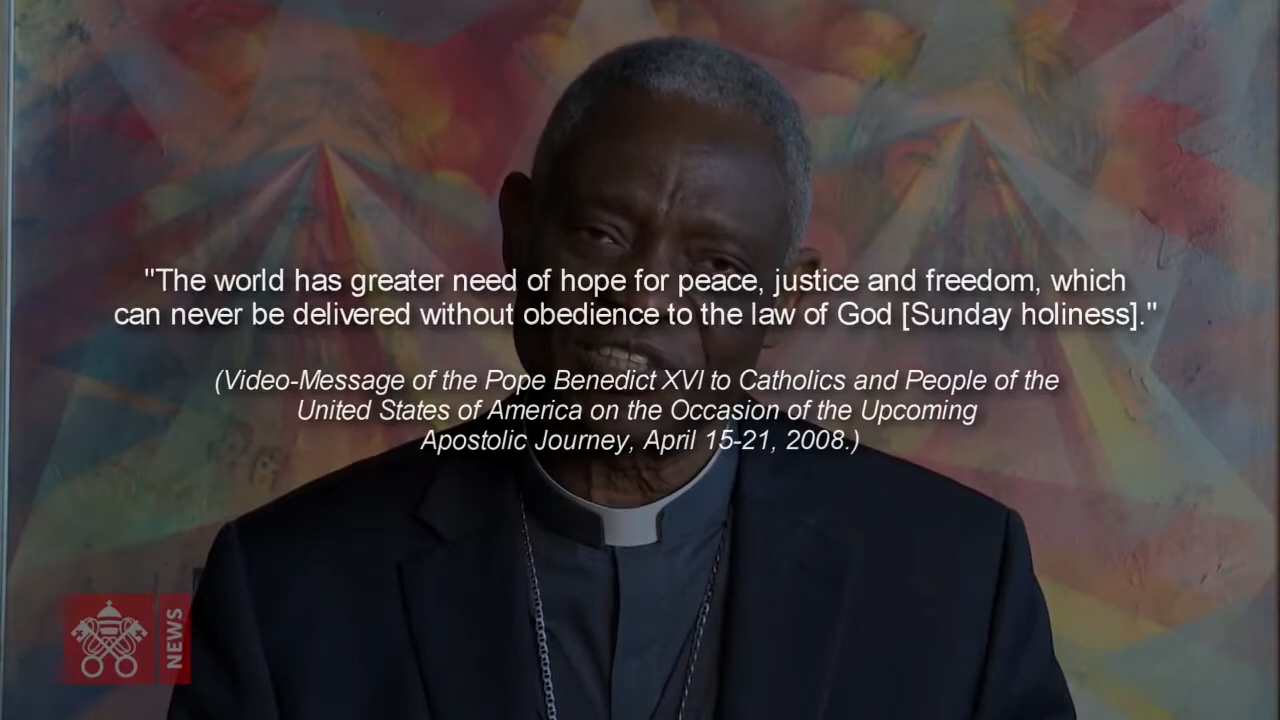 "The world has greater need of hope for peace, justice and freedom, which
can never be delivered without obedience to the law of God [Sunday holiness]."
(Video-Message of the Pope Benedict XVI to Catholics and People of the
United States of America on the Occasion of the Upcoming
Apostolic Journey, April 15-21, 2008.)
NEWS